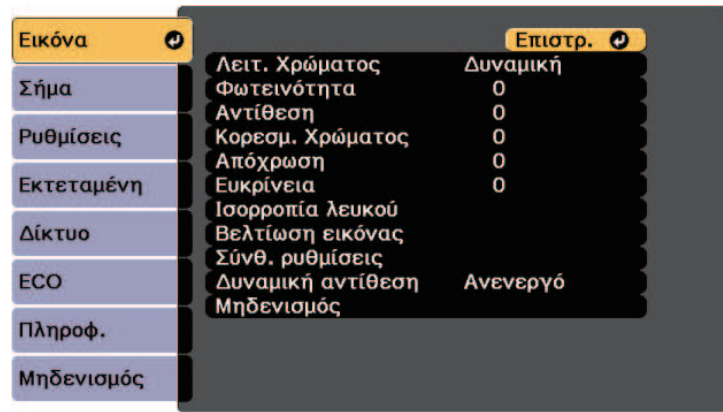 Εικόνα
Σήμα
Ρυθμίσεις
Εκτεταμένη
Δίκτυο
ECO
Πληροφ.
Μηδενισμός
Επιστρ.
Λειτ. Χρώματος Δυναμική
Φωτεινότητα 0
Αντίθεση 0
Κορεσμ. Χρώματος 0
Απόχρωση 0
Ευκρίνεια 0
Ισορροπία λευκού
Βελτίωση εικόνας
Σύνθ. ρυθμίσεις
Δυναμική αντίθεση Ανενεργό
Μηδενισμός